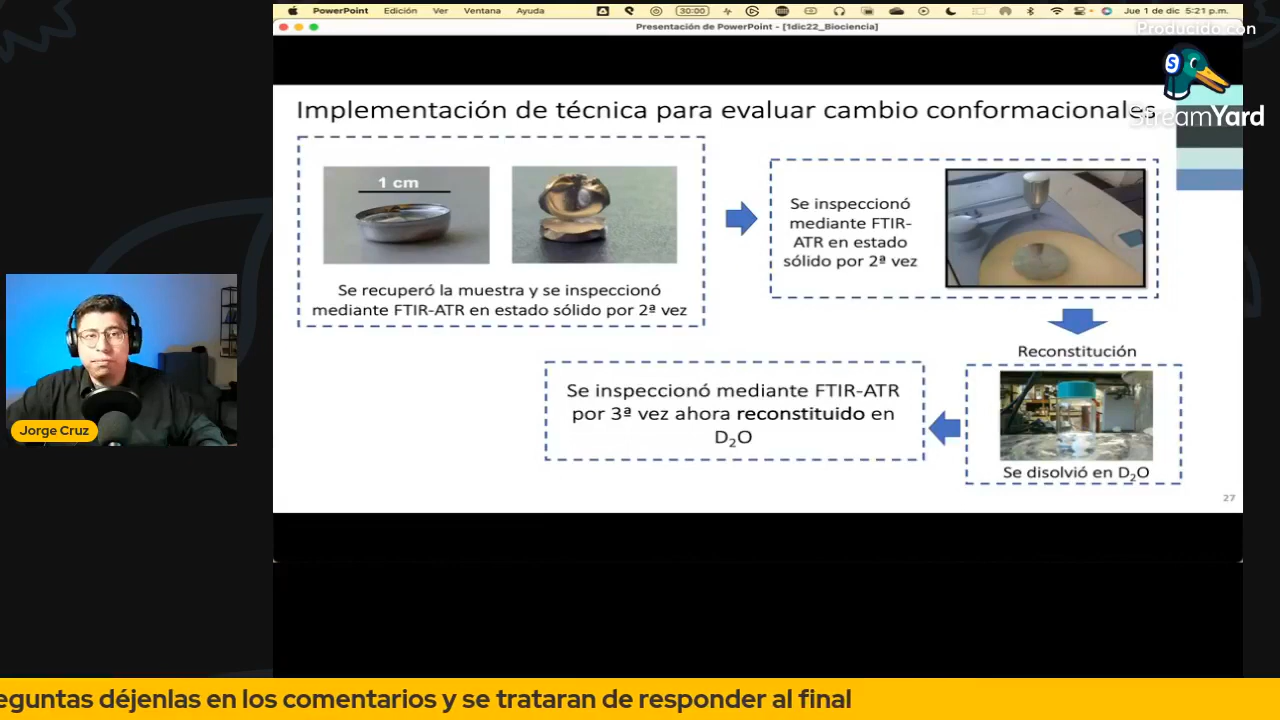 PowerPoint Edición Ver Ventana Ayuda 30:00 Jue 1 de dic 5:21 p.m.
Presentación de PowerPoint - [1dic22_Biociencia]
Producido con
StreamYard
Implementación de técnica para evaluar cambio conformacionales
1 cm
Se recuperó la muestra y se inspeccionó
mediante FTIR-ATR en estado sólido por 2ª vez
Se inspeccionó
mediante FTIR-
ATR en estado
sólido por 2ª vez
Reconstitución
Se disolvió en D₂O
Se inspeccionó mediante FTIR-ATR
por 3ª vez ahora reconstituido en
D₂O
27
Jorge Cruz
eguntas déjenlas en los comentarios y se trataran de responder al final